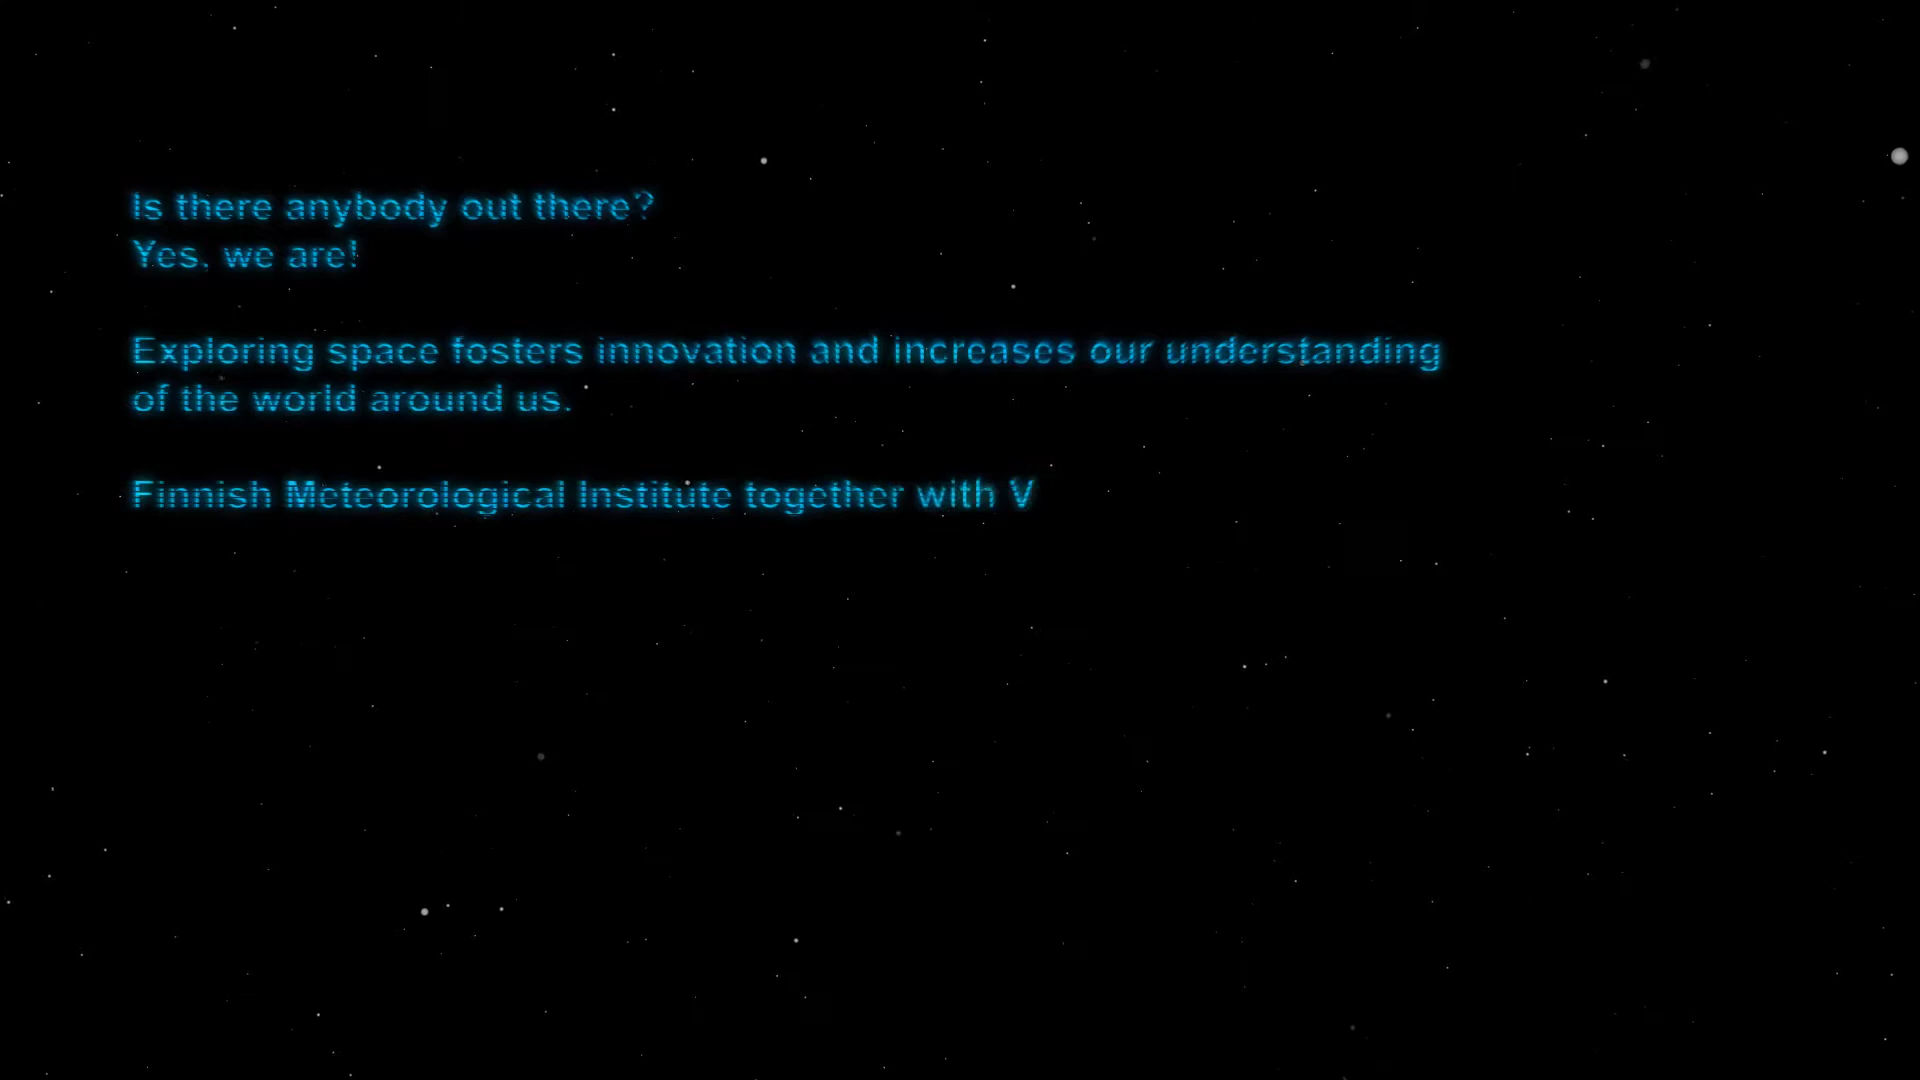 Is there anybody out there?
Yes, we are!
Exploring space fosters innovation and increases our understanding
of the world around us.
Finnish Meteorological Institute together with V